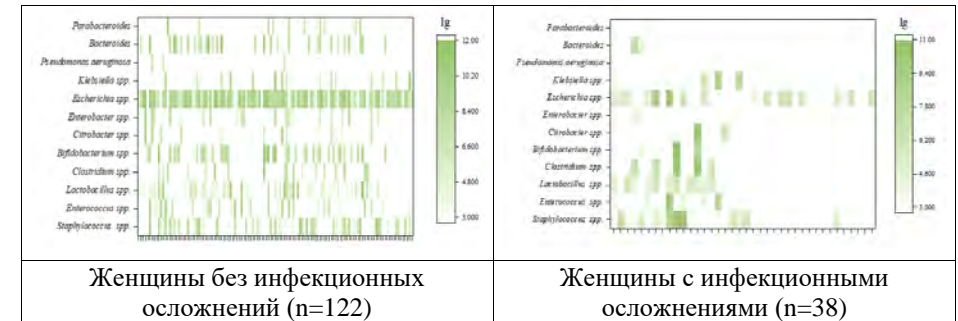 lg
Parabacteroides
Bacteroides
Pseudomonas aeruginosa
Klebsiella spp.
Escherichia spp.
Enterobacter spp.
Citrobacter spp.
Bifidobacterium spp.
Clostridium spp.
Lactobacillus spp.
Enterococcus spp.
Staphylococcus spp.
12.00
10.20
8.400
6.600
4.800
3.000
lg
Parabacteroides
Bacteroides
Pseudomonas aeruginosa
Klebsiella spp.
Escherichia spp.
Enterobacter spp.
Citrobacter spp.
Bifidobacterium spp.
Clostridium spp.
Lactobacillus spp.
Enterococcus spp.
Staphylococcus spp.
11.00
9.400
7.800
6.200
4.600
3.000
Женщины без инфекционных
осложнений (n=122)
Женщины с инфекционными
осложнениями (n=38)